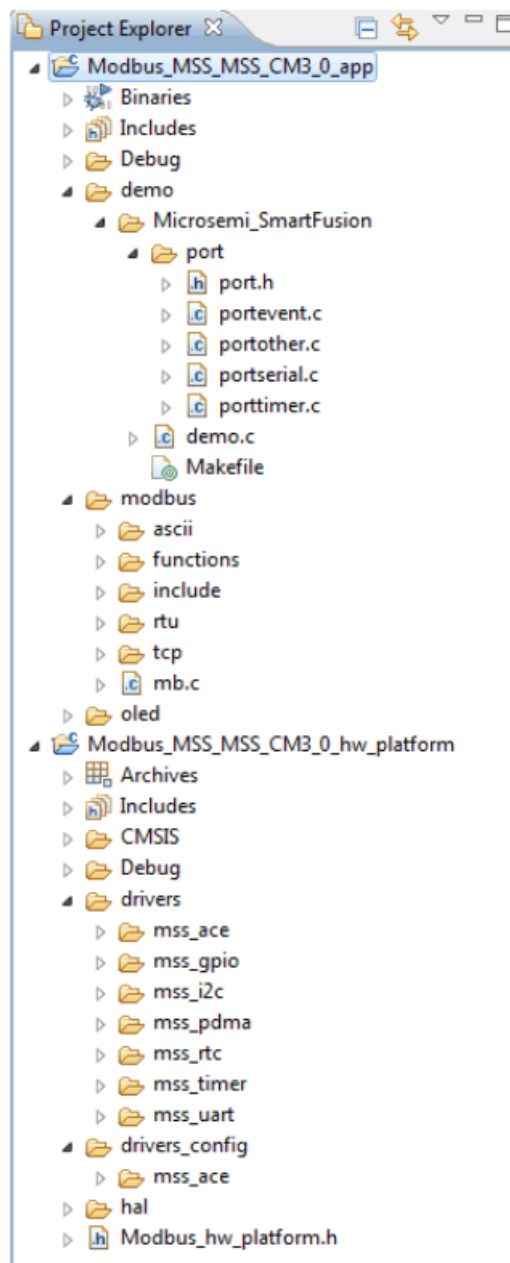 Project Explorer
Modbus_MSS_MSS_CM3_0_app
Binaries
Includes
Debug
demo
Microsemi_SmartFusion
port
port.h
portevent.c
portother.c
portserial.c
porttimer.c
demo.c
Makefile
modbus
ascii
functions
include
rtu
tcp
mb.c
oled
Modbus_MSS_MSS_CM3_0_hw_platform
Archives
Includes
CMSIS
Debug
drivers
mss_ace
mss_gpio
mss_i2c
mss_pdma
mss_rtc
mss_timer
mss_uart
drivers_config
mss_ace
hal
Modbus_hw_platform.h